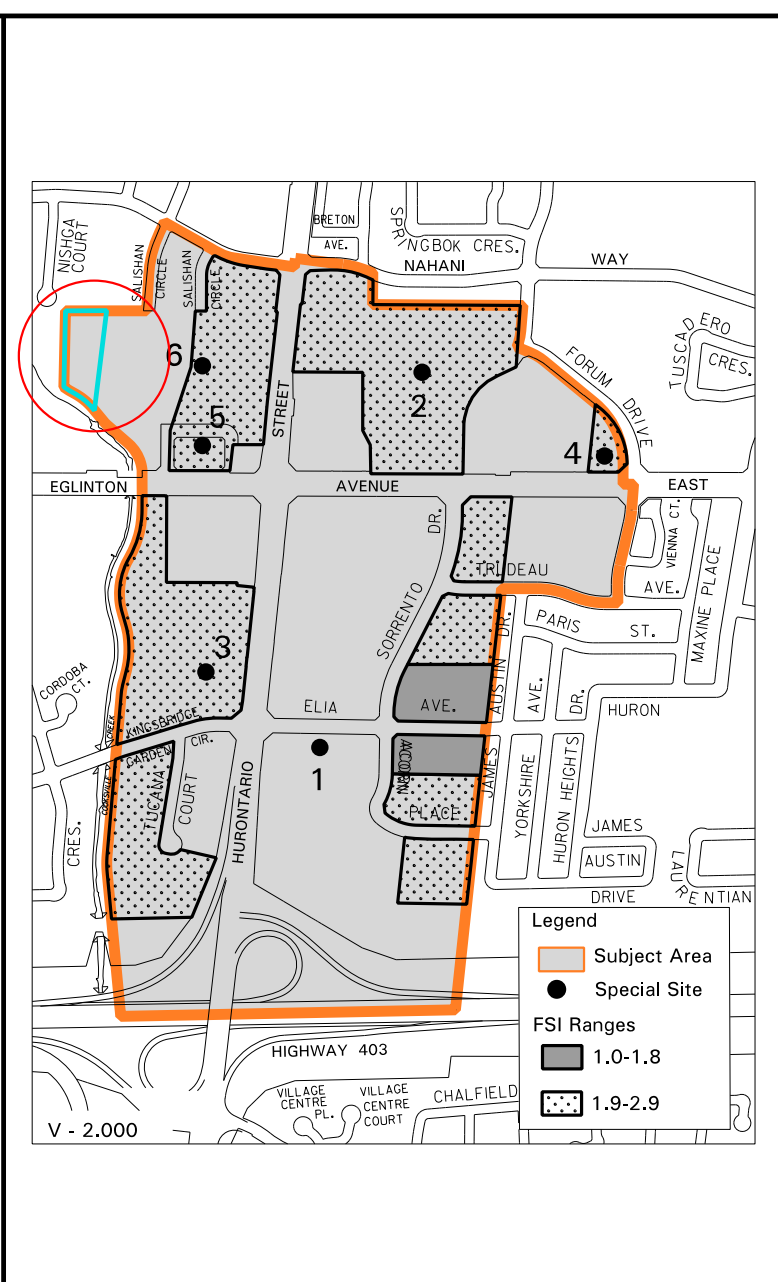 BRETON
AVE.
SPRINGBOK CRES.
NAHANI WAY
NISHGA
COURT
SALISHAN
CIRCLE
SALISHAN
CIRCLE
TUSCADERO
CRES.
FORUM DRIVE
6
5
STREET
2
4
EGLINTON AVENUE EAST
DR.
VIENNA CT.
TRUDEAU
AVE.
MAXINE PLACE
SORRENTO
PARIS ST.
DR.
3
CORDOBA
CT.
AUSTIN
AVE.
DR.
ELIA AVE.
HURON
KINGSBRIDGE
GARDEN CIR.
CREEK
COOKSVILLE
1
ACORN
PLACE
JAMES
TUCANA
COURT
HURONTARIO
YORKSHIRE
HURON HEIGHTS
CRES.
JAMES
AUSTIN
DRIVE
LAURENTIAN
Legend
Subject Area
Special Site
FSI Ranges
1.0-1.8
1.9-2.9
HIGHWAY 403
VILLAGE
CENTRE
PL.
VILLAGE
CENTRE
COURT
CHALFIELD
V - 2.000